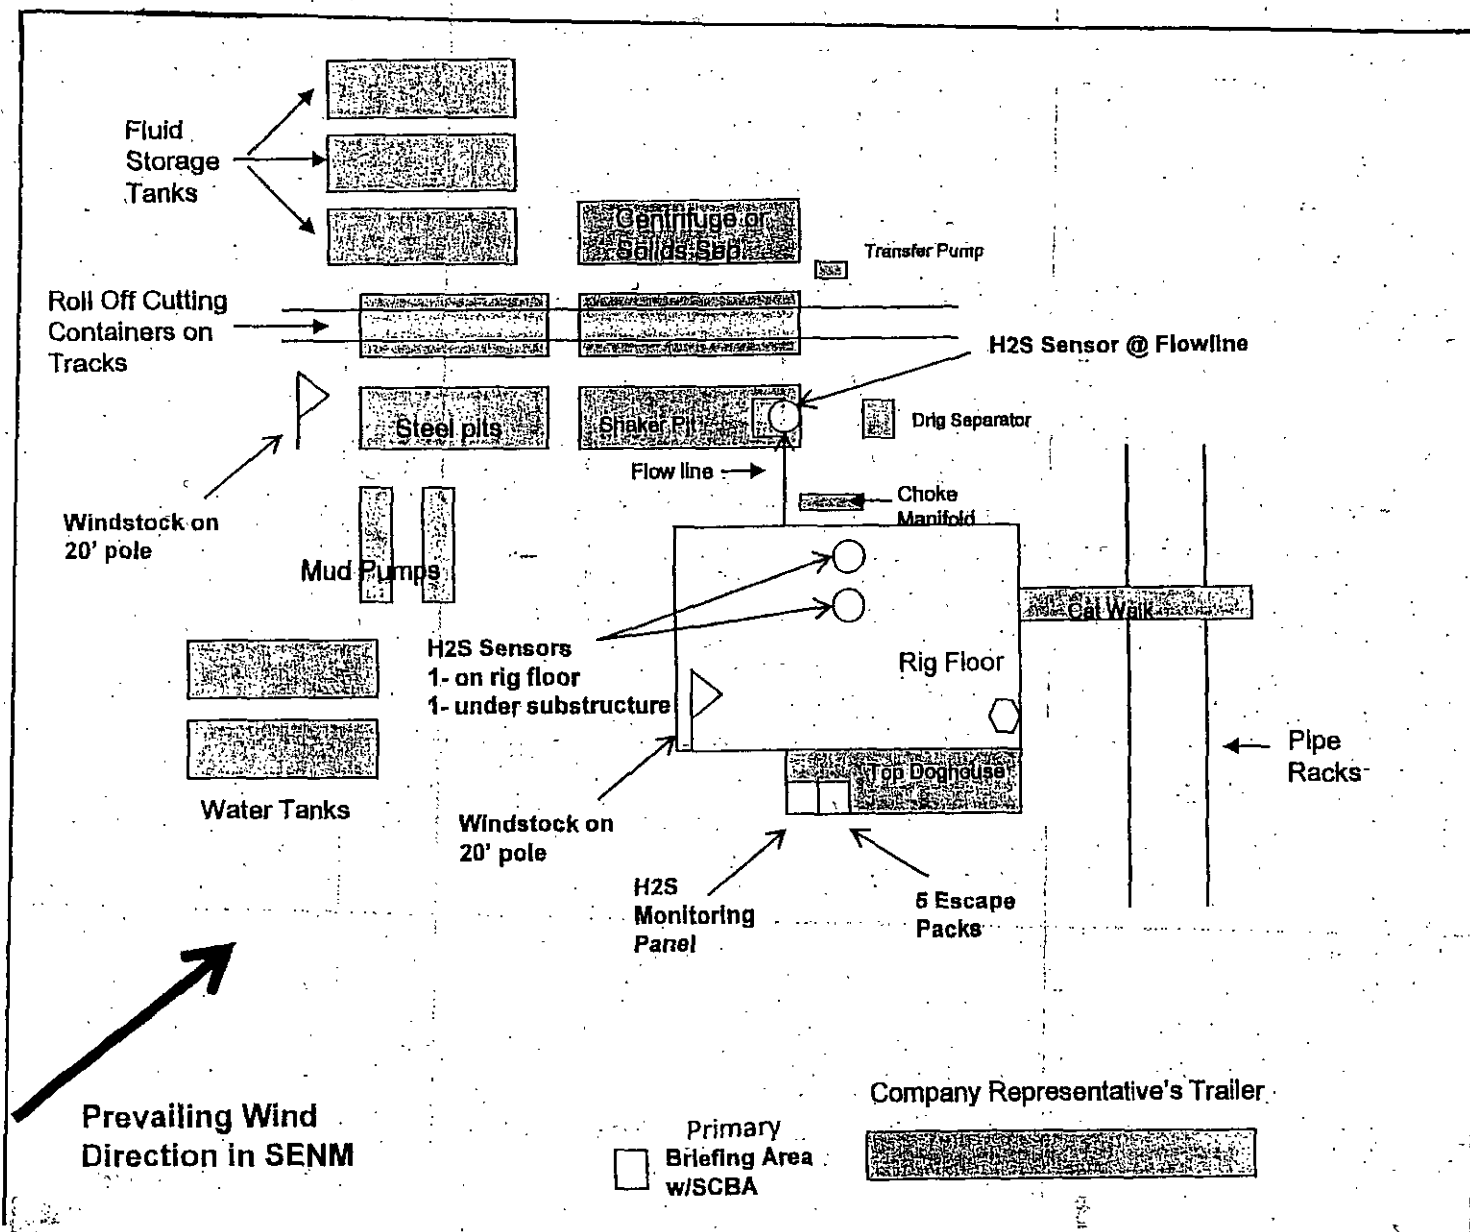 Fluid
Storage
Tanks
Centrifuge or
Solids Sep.
Transfer Pump
Roll Off Cutting
Containers on
Tracks
H2S Sensor @ Flowline
Steel pits
Shaker Pit
Drlg Separator
Flow line
Choke
Manifold
Windstock on
20' pole
Mud Pumps
Cat Walk
H2S Sensors
1- on rig floor
1- under substructure
Rig Floor
Pipe
Racks
Top Doghouse
Water Tanks
Windstock on
20' pole
H2S
Monitoring
Panel
5 Escape
Packs
Company Representative's Trailer
Prevailing Wind
Direction in SENM
Primary
Briefing Area
w/SCBA